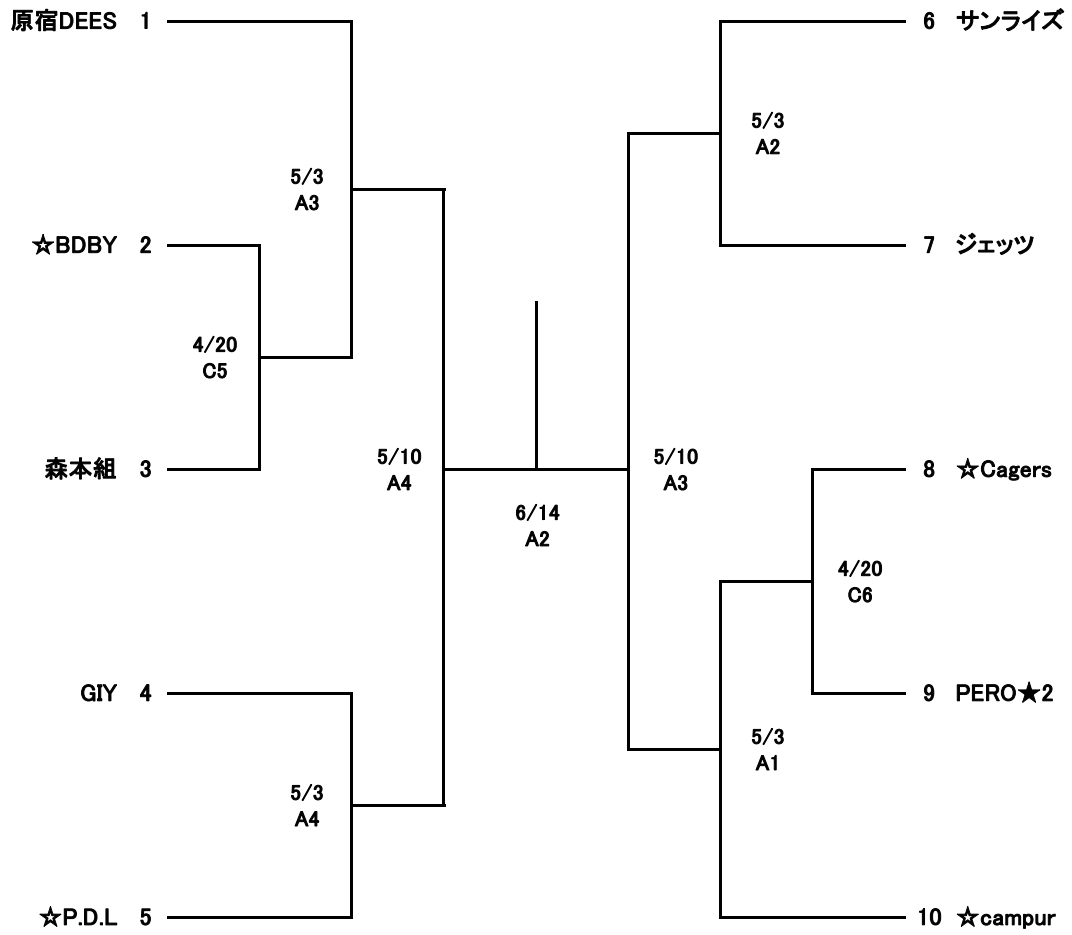 原宿DEES 1
6 サンライズ
5/3
A2
5/3
A3
☆BDBY 2
7 ジェッツ
4/20
C5
森本組 3
5/10
A4
5/10
A3
8 ☆Cagers
6/14
A2
4/20
C6
GIY 4
9 PERO★2
5/3
A1
5/3
A4
☆P.D.L 5
10 ☆campur